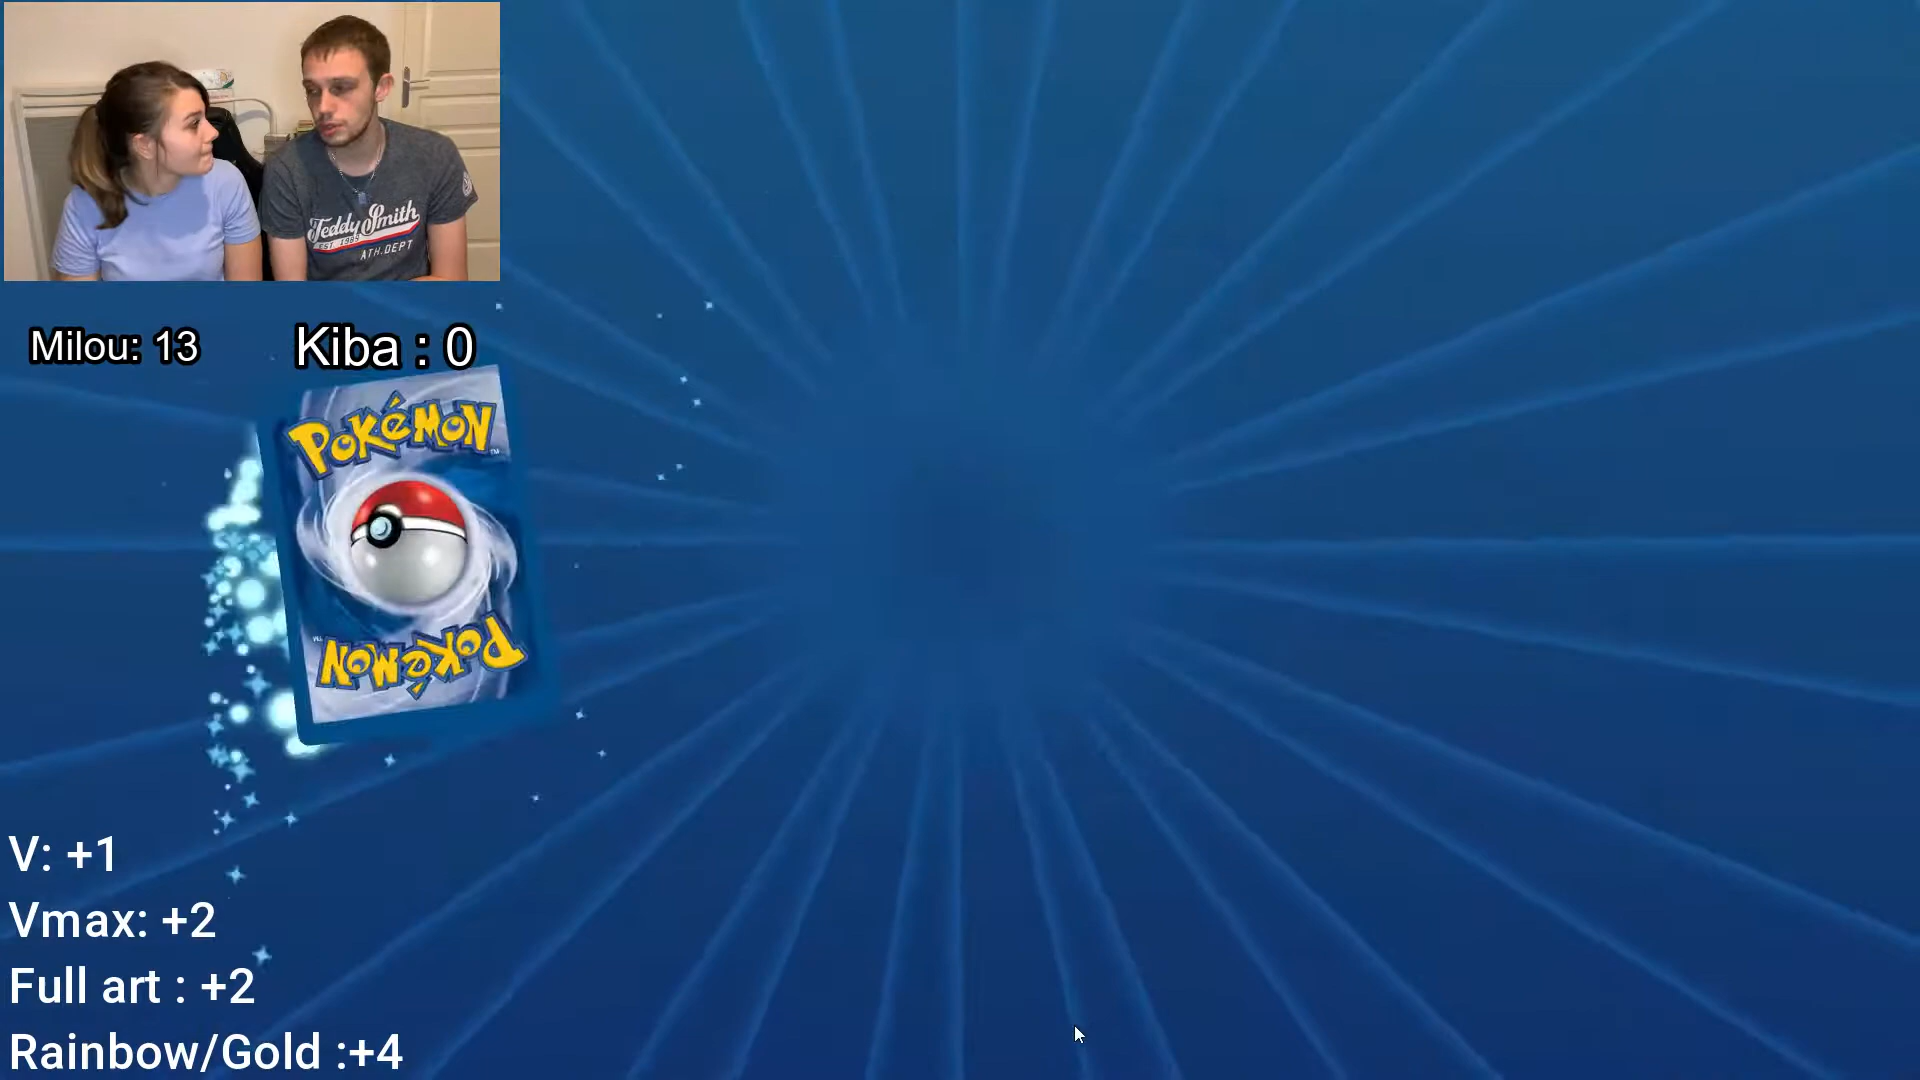 Teddy Smith
EST. 1989
ATH.DEPT
Milou: 13
Kiba : 0
POKéMON
POKéMON
V: +1
Vmax: +2
Full art : +2
Rainbow/Gold :+4